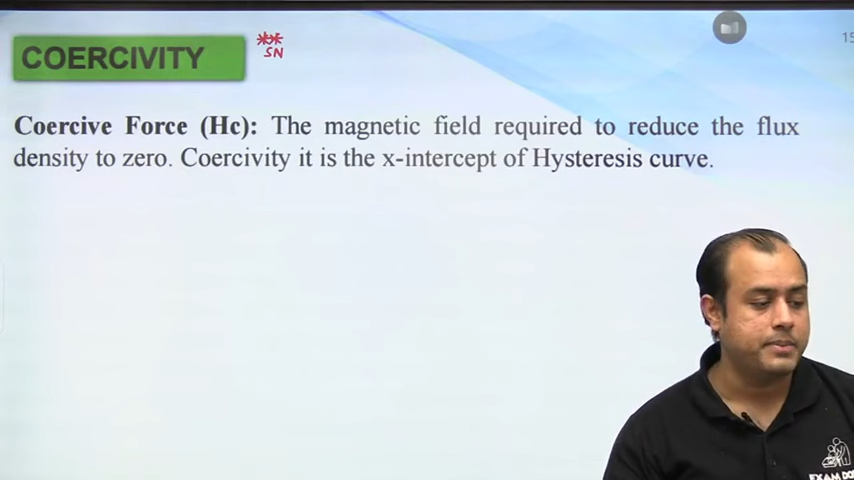 COERCIVITY
SN
15
Coercive Force (Hc): The magnetic field required to reduce the flux
density to zero. Coercivity it is the x-intercept of Hysteresis curve.